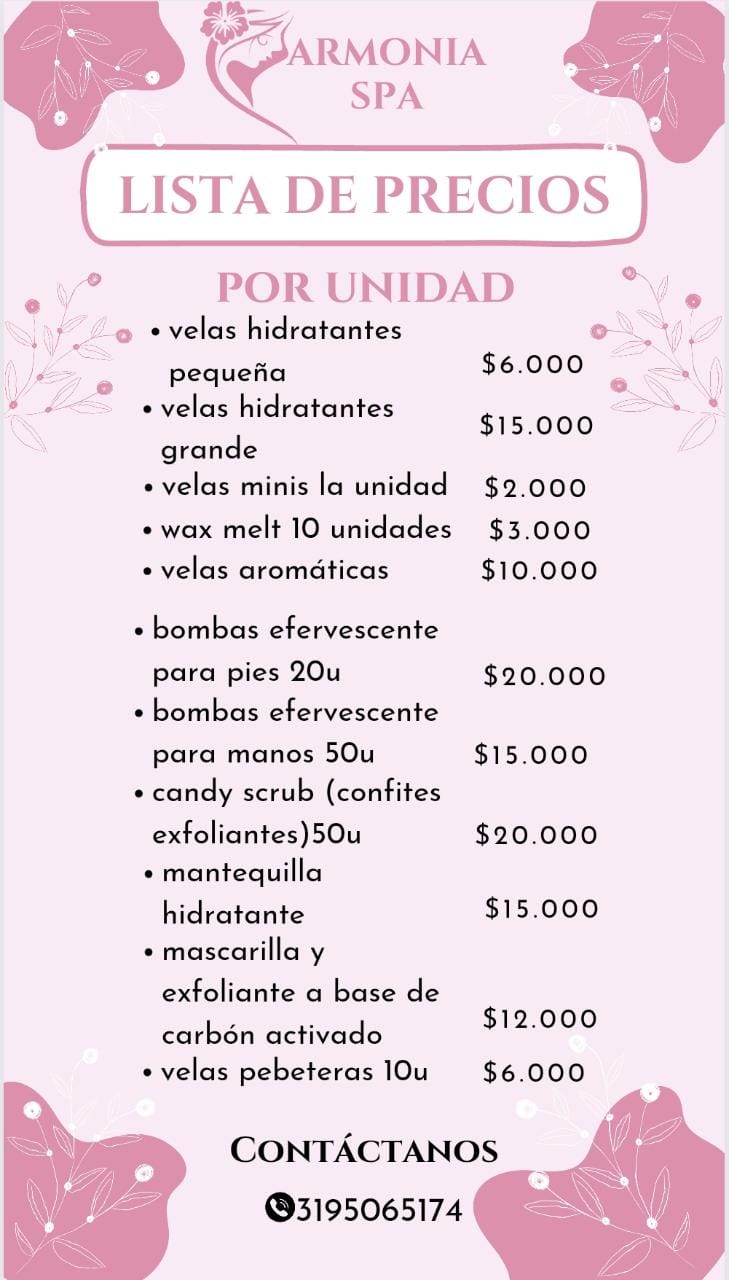 ARMONIA
SPA
LISTA DE PRECIOS
POR UNIDAD
• velas hidratantes
pequeña $6.000
• velas hidratantes
grande $15.000
• velas minis la unidad $2.000
• wax melt 10 unidades $3.000
• velas aromáticas $10.000
• bombas efervescente
para pies 20u $20.000
• bombas efervescente
para manos 50u $15.000
• candy scrub (confites
exfoliantes)50u $20.000
• mantequilla
hidratante $15.000
• mascarilla y
exfoliante a base de
carbón activado $12.000
• velas pebeteras 10u $6.000
CONTÁCTANOS
3195065174